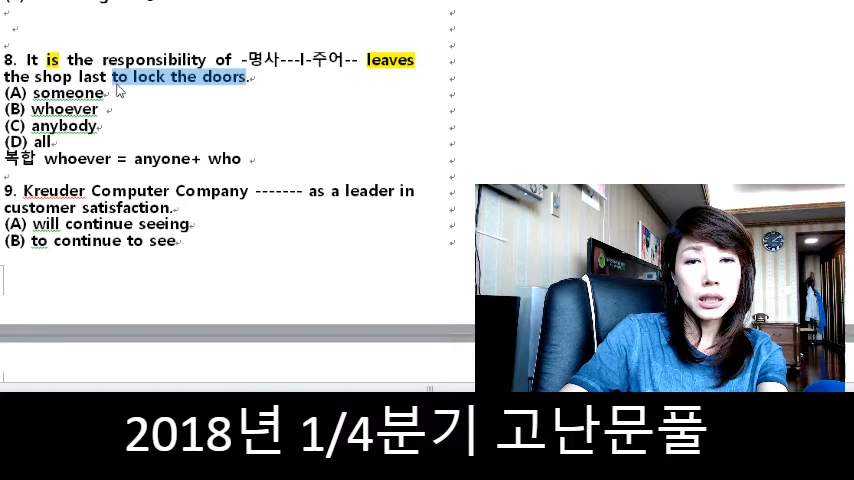 8. It is the responsibility of -명사---I-주어-- leaves
the shop last to lock the doors.
(A) someone
(B) whoever
(C) anybody
(D) all
복합 whoever = anyone+ who
9. Kreuder Computer Company ------- as a leader in
customer satisfaction.
(A) will continue seeing
(B) to continue to see
2018년 1/4분기 고난문풀